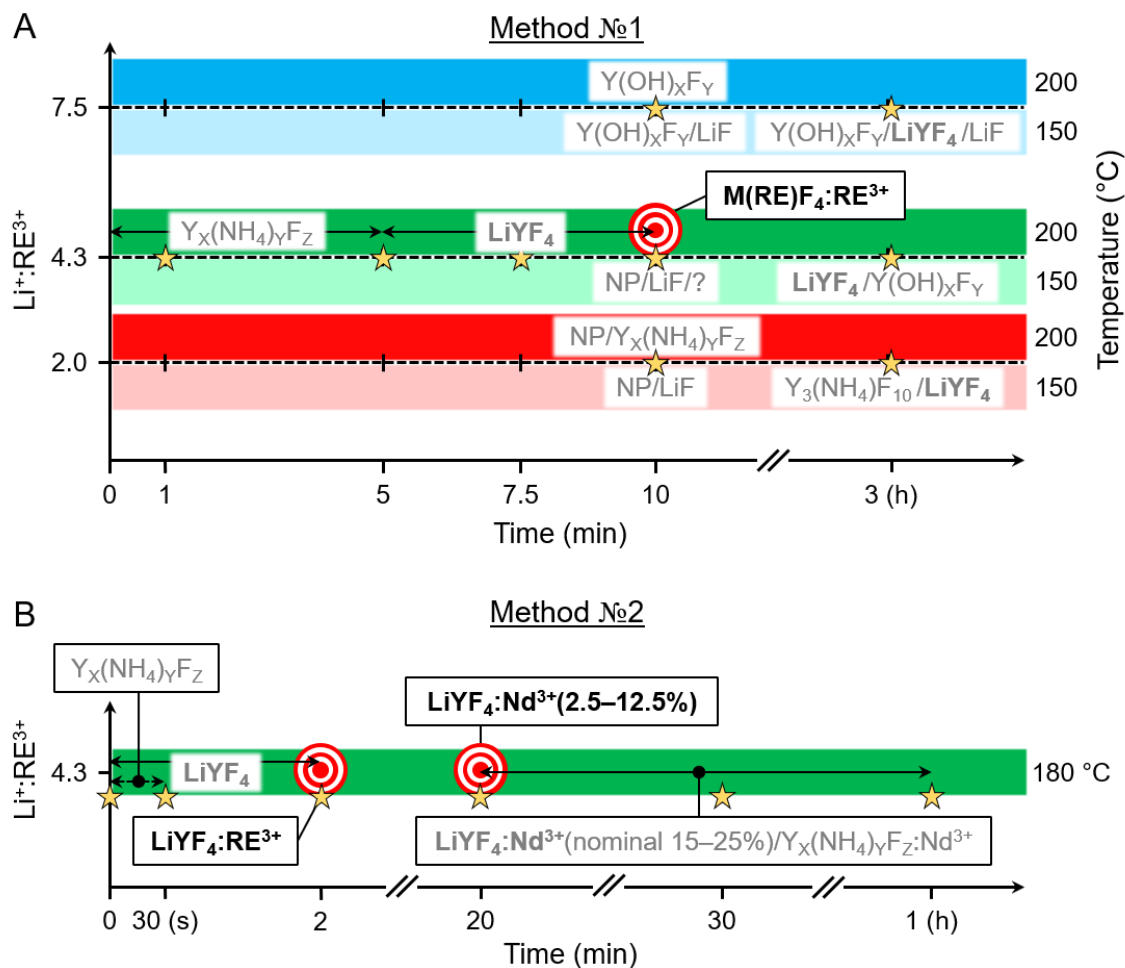 A
Method №1
Y(OH)XFY
200
7.5
Y(OH)XFY/LiF
Y(OH)XFY/LiYF4/LiF
150
M(RE)F4:RE3+
YX(NH4)YFZ
LiYF4
200
4.3
NP/LiF/?
LiYF4/Y(OH)XFY
150
NP/YX(NH4)YFZ
200
2.0
NP/LiF
Y3(NH4)F10/LiYF4
150
Li+:RE3+
Temperature (°C)
0
1
5
7.5
10
3 (h)
Time (min)
B
Method №2
YX(NH4)YFZ
LiYF4:Nd3+(2.5–12.5%)
LiYF4
4.3
180 °C
Li+:RE3+
LiYF4:RE3+
LiYF4:Nd3+(nominal 15–25%)/YX(NH4)YFZ:Nd3+
0
30 (s)
2
20
30
1 (h)
Time (min)